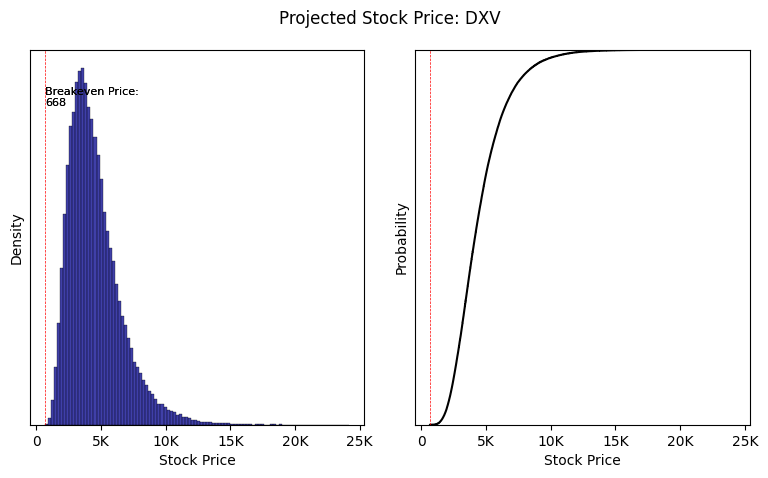 Projected Stock Price: DXV
Breakeven Price:
668
Density
0 5K 10K 15K 20K 25K
Stock Price
Probability
0 5K 10K 15K 20K 25K
Stock Price